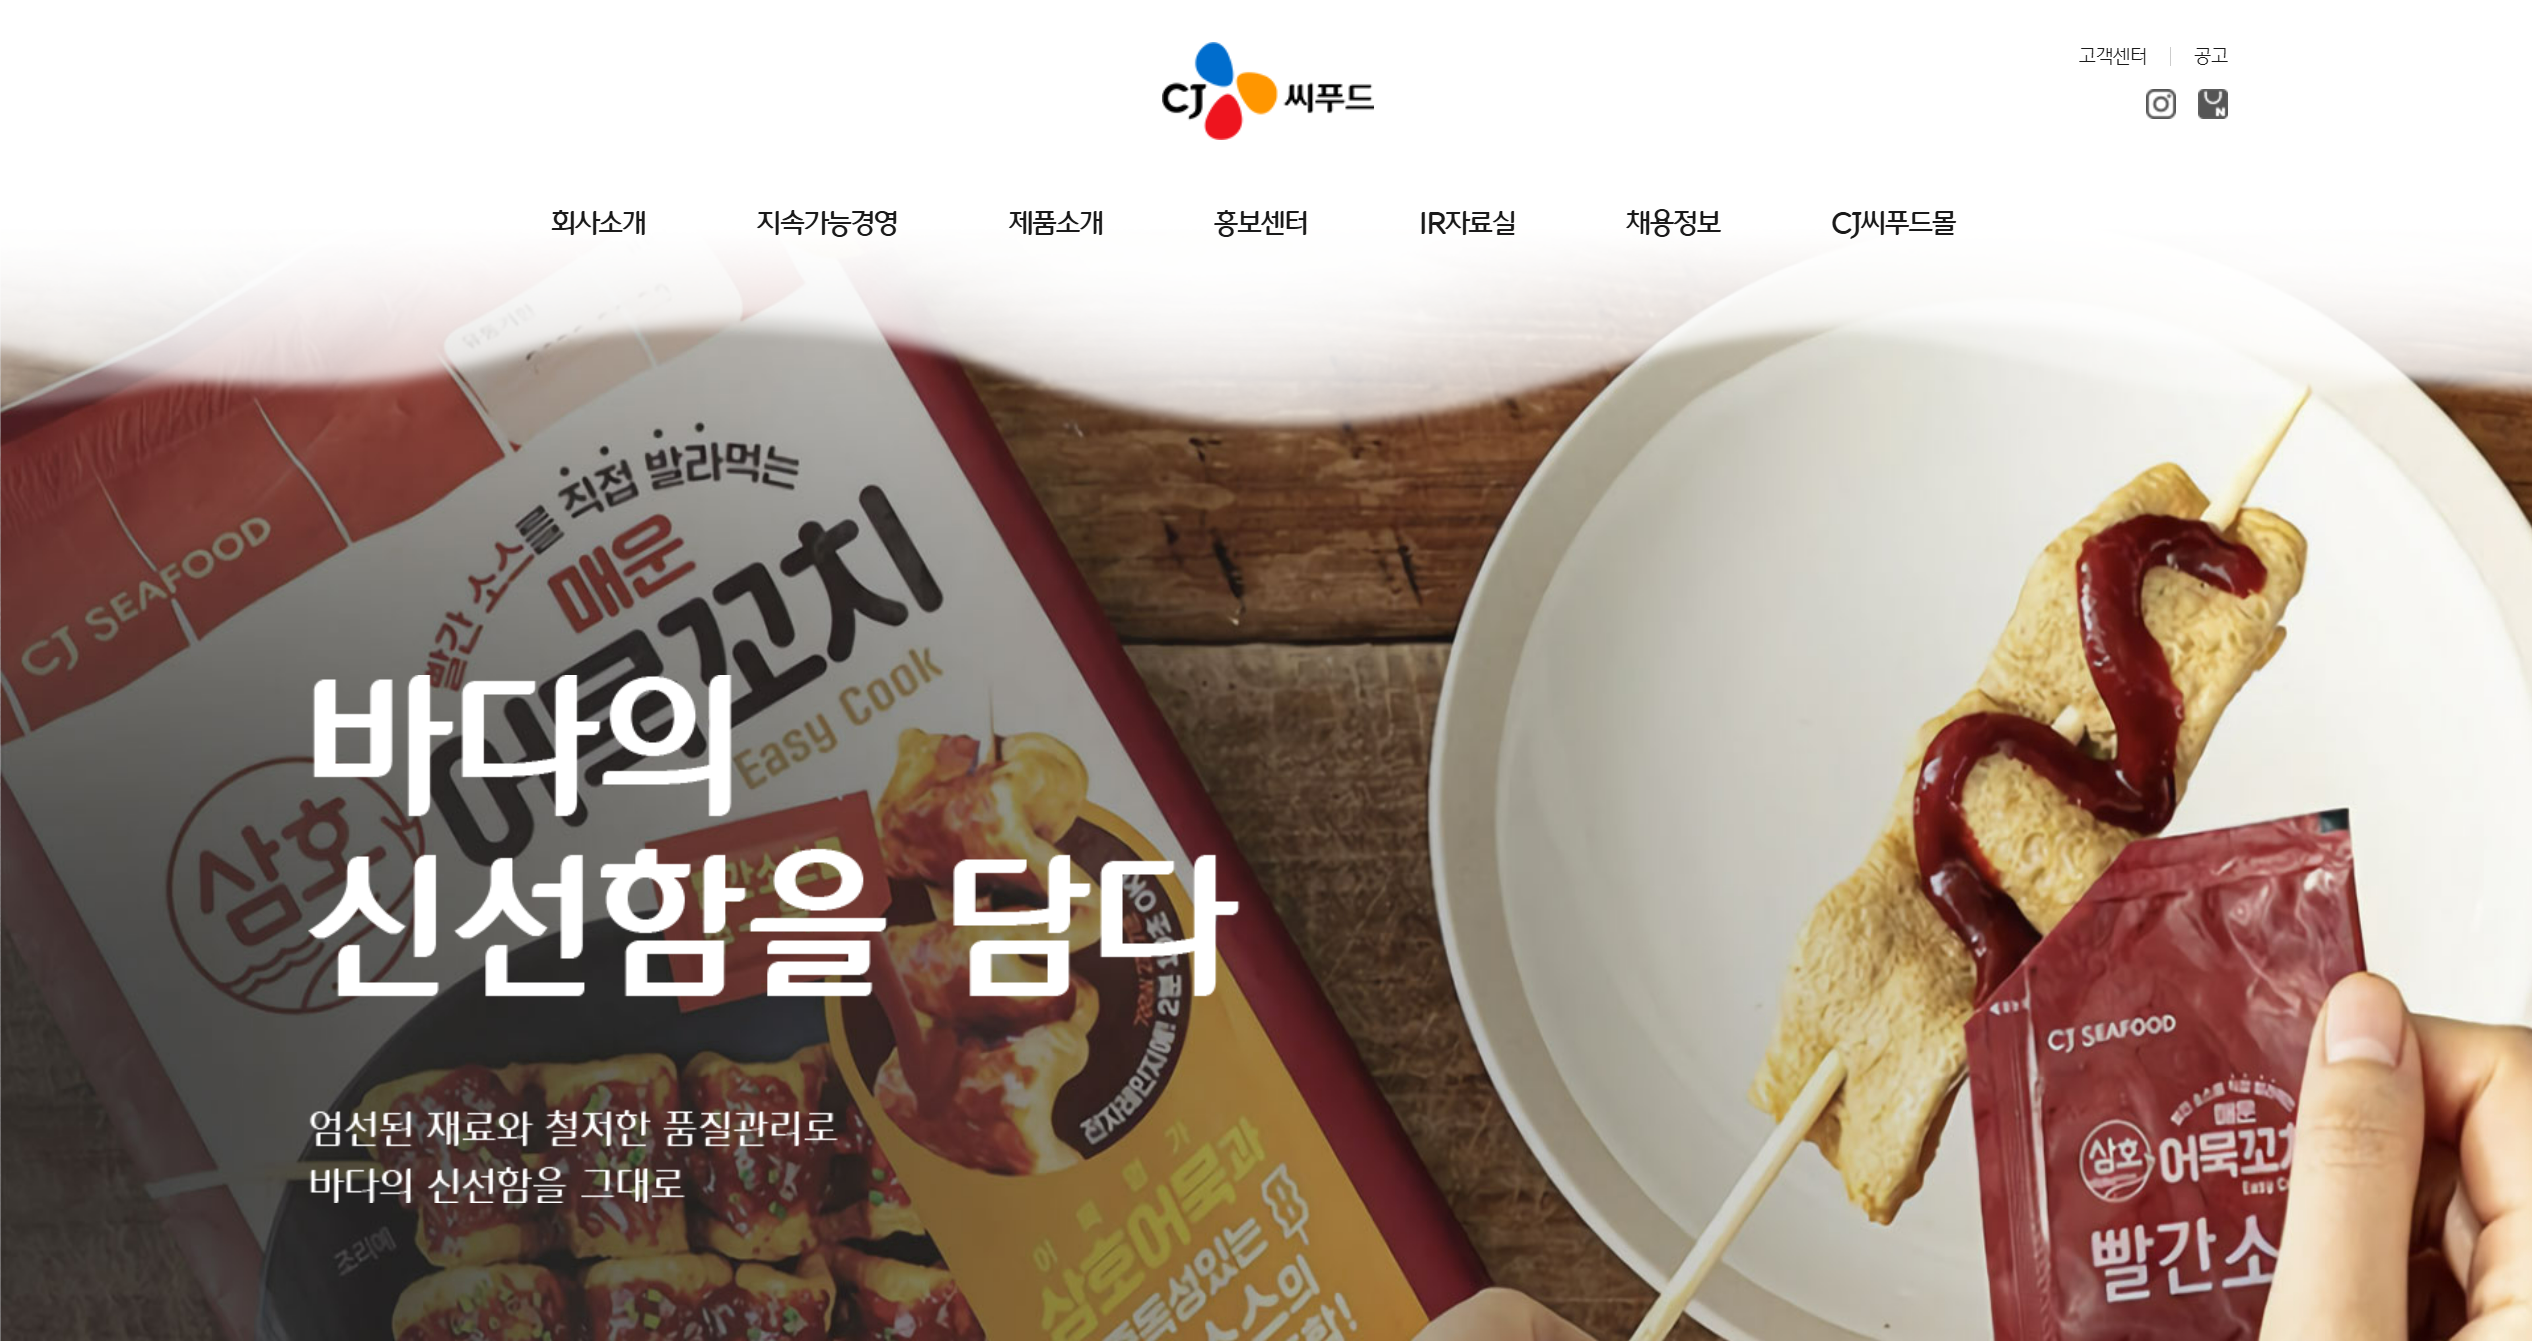 고객센터
공고
CJ 씨푸드
회사소개
지속가능경영
제품소개
홍보센터
IR자료실
채용정보
CJ씨푸드몰
CJ SEAFOOD
빨간 소스를 직접 발라먹는
매운
어묵꼬치
Easy Cook
삼호
바다의
신선함을 담다
엄선된 재료와 철저한 품질관리로
바다의 신선함을 그대로
조리예
삼호어묵과
중독성있는
소스의
CJ SEAFOOD
매운
삼호
어묵꼬치